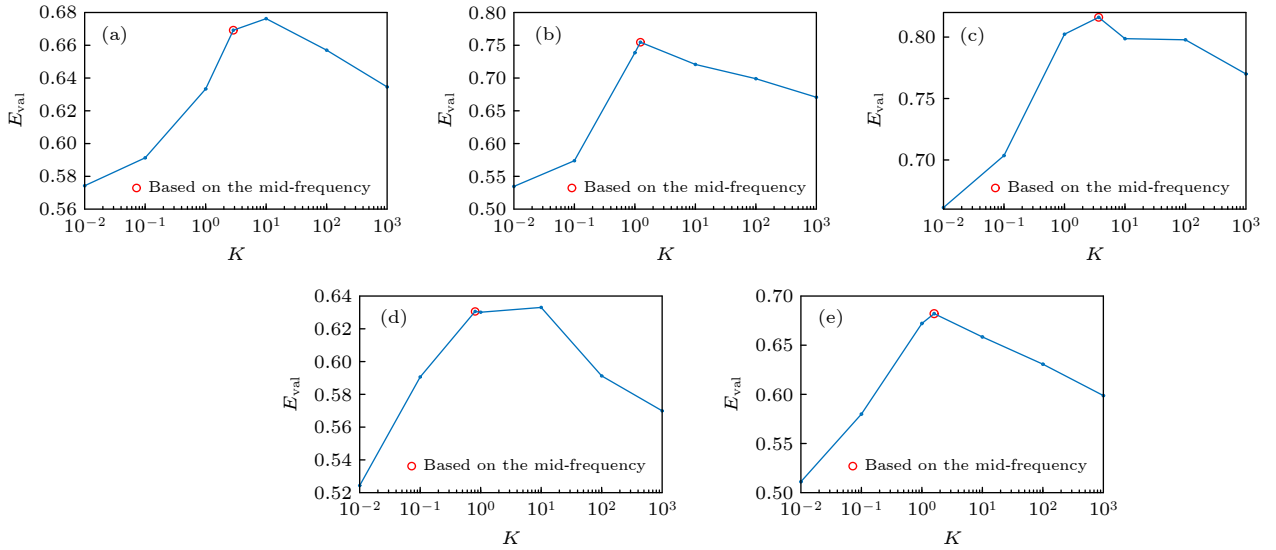 0.68
0.66
0.64
0.62
0.60
0.58
0.56
E_val
(a)
Based on the mid-frequency
10^-2 10^-1 10^0 10^1 10^2 10^3
K
0.80
0.75
0.70
0.65
0.60
0.55
0.50
E_val
(b)
Based on the mid-frequency
10^-2 10^-1 10^0 10^1 10^2 10^3
K
0.80
0.75
0.70
E_val
(c)
Based on the mid-frequency
10^-2 10^-1 10^0 10^1 10^2 10^3
K
0.64
0.62
0.60
0.58
0.56
0.54
0.52
E_val
(d)
Based on the mid-frequency
10^-2 10^-1 10^0 10^1 10^2 10^3
K
0.70
0.65
0.60
0.55
0.50
E_val
(e)
Based on the mid-frequency
10^-2 10^-1 10^0 10^1 10^2 10^3
K